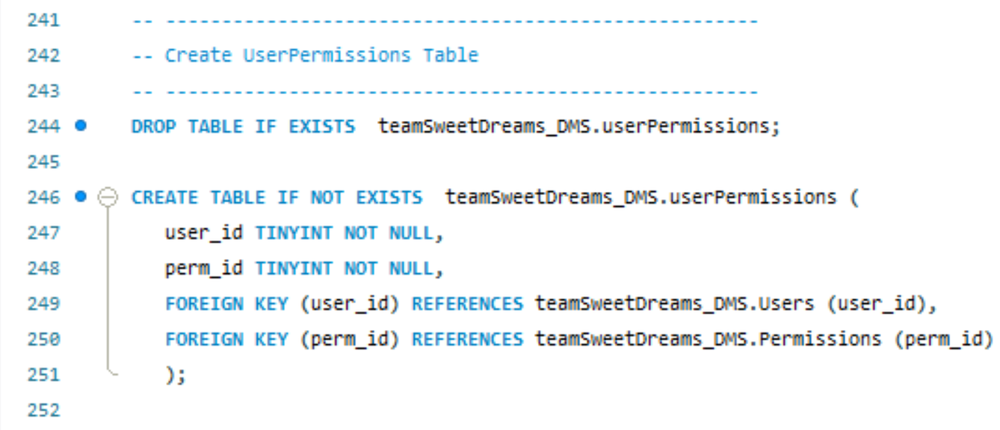 241 -- -----------------------------------------------------
242 -- Create UserPermissions Table
243 -- -----------------------------------------------------
244 DROP TABLE IF EXISTS  teamSweetDreams_DMS.userPermissions;
245
246 CREATE TABLE IF NOT EXISTS  teamSweetDreams_DMS.userPermissions (
247 user_id TINYINT NOT NULL,
248 perm_id TINYINT NOT NULL,
249 FOREIGN KEY (user_id) REFERENCES teamSweetDreams_DMS.Users (user_id),
250 FOREIGN KEY (perm_id) REFERENCES teamSweetDreams_DMS.Permissions (perm_id)
251 );
252